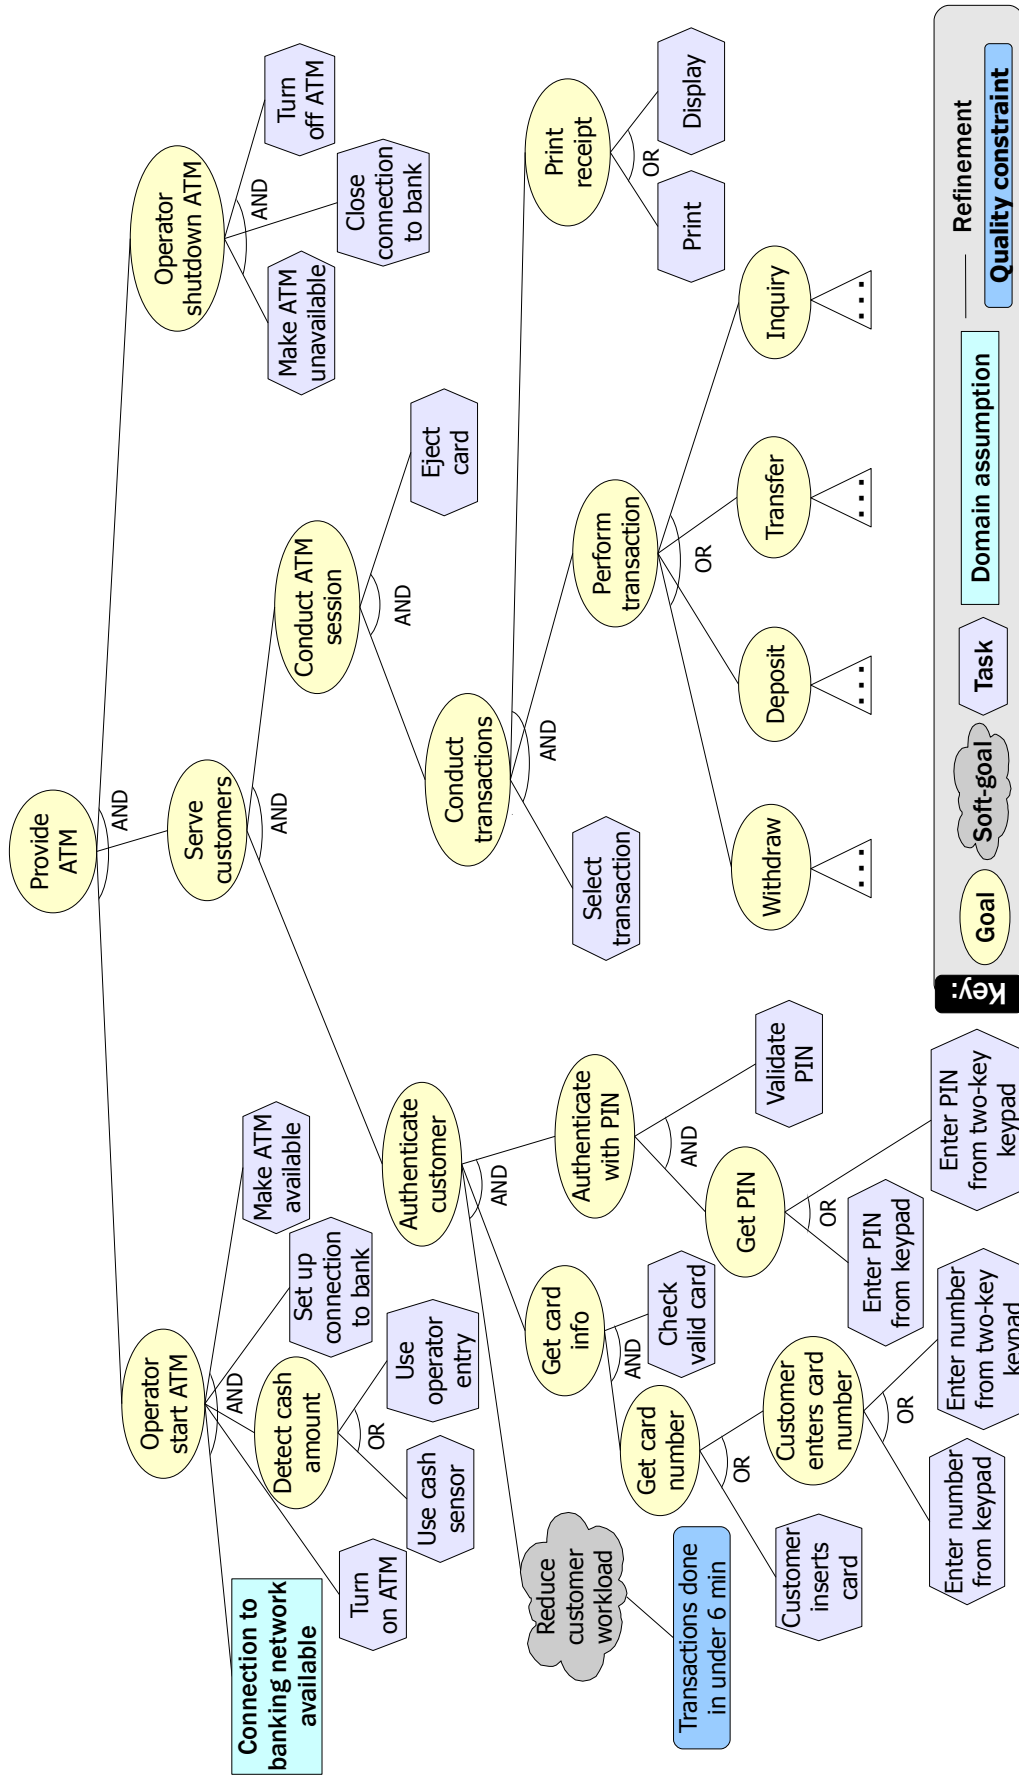 Provide
ATM
AND
Operator
start ATM
AND
Serve
customers
AND
Operator
shutdown ATM
AND
Connection to
banking network
available
Turn
on ATM
Detect cash
amount
OR
Use cash
sensor
Use
operator
entry
Set up
connection
to bank
Make ATM
available
Make ATM
unavailable
Close
connection
to bank
Turn
off ATM
Authenticate
customer
AND
Conduct ATM
session
AND
Eject
card
Reduce
customer
workload
Transactions done
in under 6 min
Get card
info
AND
Get card
number
OR
Check
valid card
Customer
inserts
card
Customer
enters card
number
OR
Enter number
from keypad
Enter number
from two-key
keypad
Authenticate
with PIN
AND
Get PIN
OR
Validate
PIN
Enter PIN
from keypad
Enter PIN
from two-key
keypad
Conduct
transactions
AND
Select
transaction
Perform
transaction
OR
Print
receipt
OR
Print
Display
Withdraw
...
Deposit
...
Transfer
...
Inquiry
...
Key:
Goal
Soft-goal
Task
Domain assumption
Refinement
Quality constraint